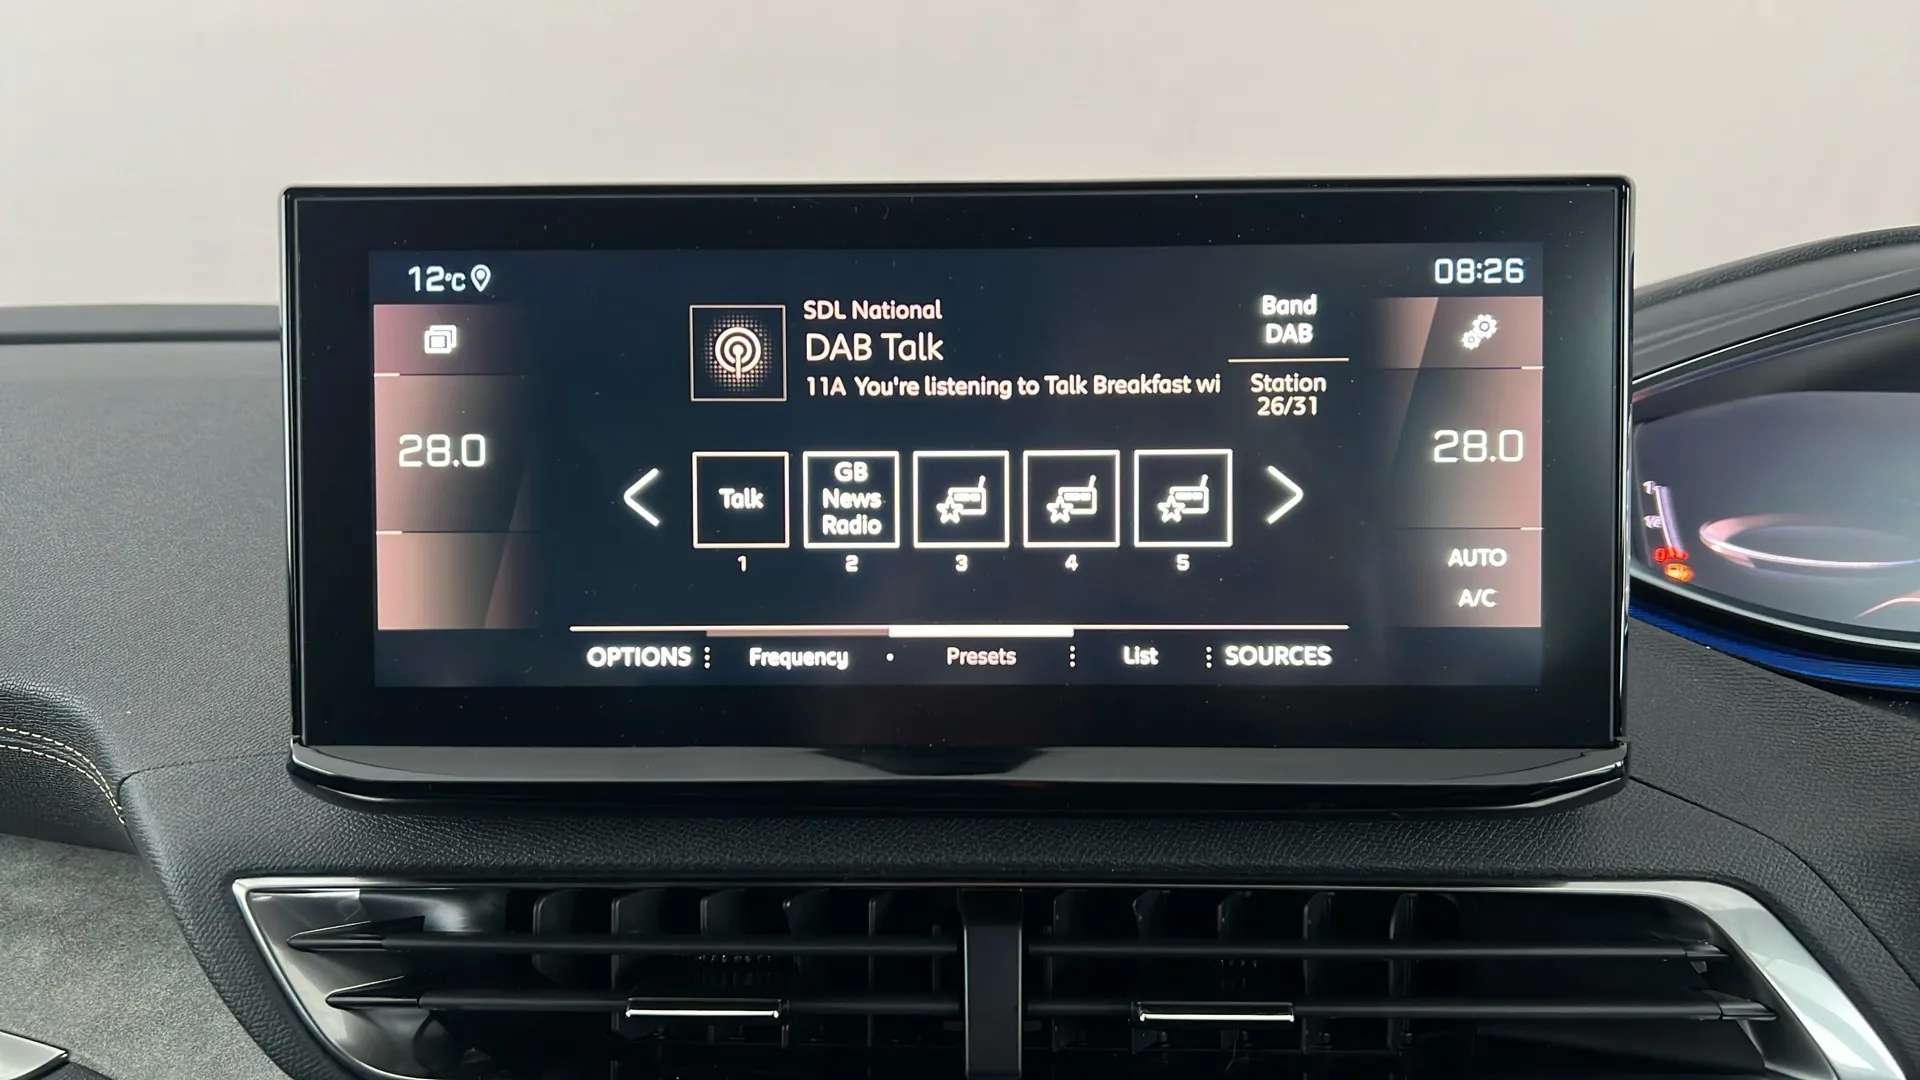 12°C
08:26
SDL National
DAB Talk
11A You're listening to Talk Breakfast wi
Band
DAB
Station
26/31
28.0
28.0
Talk
GB
News
Radio
1
2
3
4
5
AUTO
A/C
OPTIONS
Frequency
Presets
List
SOURCES